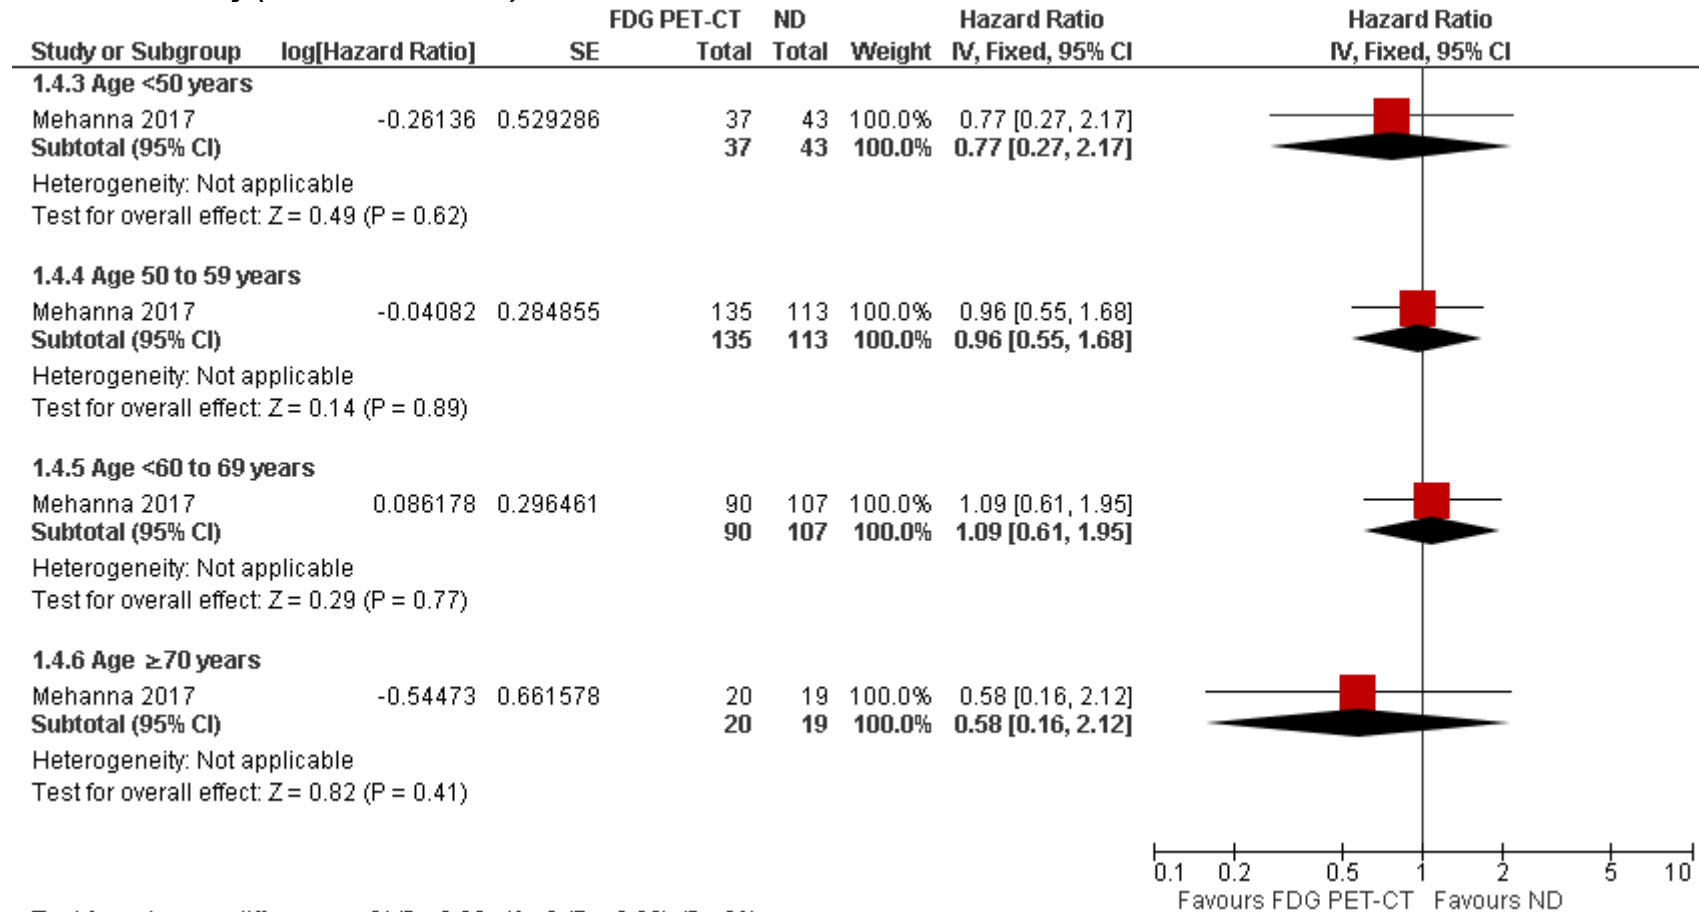 FDG PET-CT ND Hazard Ratio Hazard Ratio
Study or Subgroup log[Hazard Ratio] SE Total Total Weight IV, Fixed, 95% CI IV, Fixed, 95% CI
1.4.3 Age <50 years
Mehanna 2017 -0.26136 0.529286 37 43 100.0% 0.77 [0.27, 2.17]
Subtotal (95% CI) 37 43 100.0% 0.77 [0.27, 2.17]
Heterogeneity: Not applicable
Test for overall effect: Z = 0.49 (P = 0.62)
1.4.4 Age 50 to 59 years
Mehanna 2017 -0.04082 0.284855 135 113 100.0% 0.96 [0.55, 1.68]
Subtotal (95% CI) 135 113 100.0% 0.96 [0.55, 1.68]
Heterogeneity: Not applicable
Test for overall effect: Z = 0.14 (P = 0.89)
1.4.5 Age <60 to 69 years
Mehanna 2017 0.086178 0.296461 90 107 100.0% 1.09 [0.61, 1.95]
Subtotal (95% CI) 90 107 100.0% 1.09 [0.61, 1.95]
Heterogeneity: Not applicable
Test for overall effect: Z = 0.29 (P = 0.77)
1.4.6 Age ≥70 years
Mehanna 2017 -0.54473 0.661578 20 19 100.0% 0.58 [0.16, 2.12]
Subtotal (95% CI) 20 19 100.0% 0.58 [0.16, 2.12]
Heterogeneity: Not applicable
Test for overall effect: Z = 0.82 (P = 0.41)
0.1 0.2 0.5 1 2 5 10
Favours FDG PET-CT Favours ND